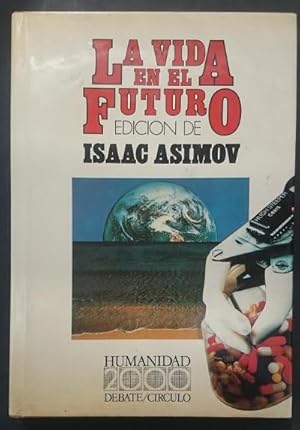 LA VIDA
EN EL
FUTURO
EDICION DE
ISAAC ASIMOV
HUMANIDAD
2000
DEBATE/CIRCULO